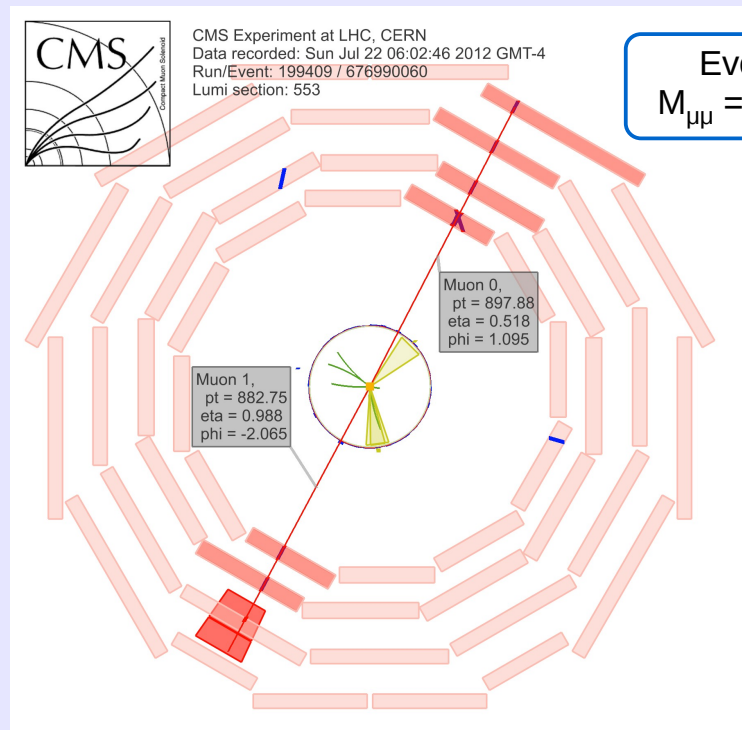 CMS
Compact Muon Solenoid
CMS Experiment at LHC, CERN
Data recorded: Sun Jul 22 06:02:46 2012 GMT-4
Run/Event: 199409 / 676990060
Lumi section: 553
Eve
Mμμ =
Muon 0,
pt = 897.88
eta = 0.518
phi = 1.095
Muon 1,
pt = 882.75
eta = 0.988
phi = -2.065